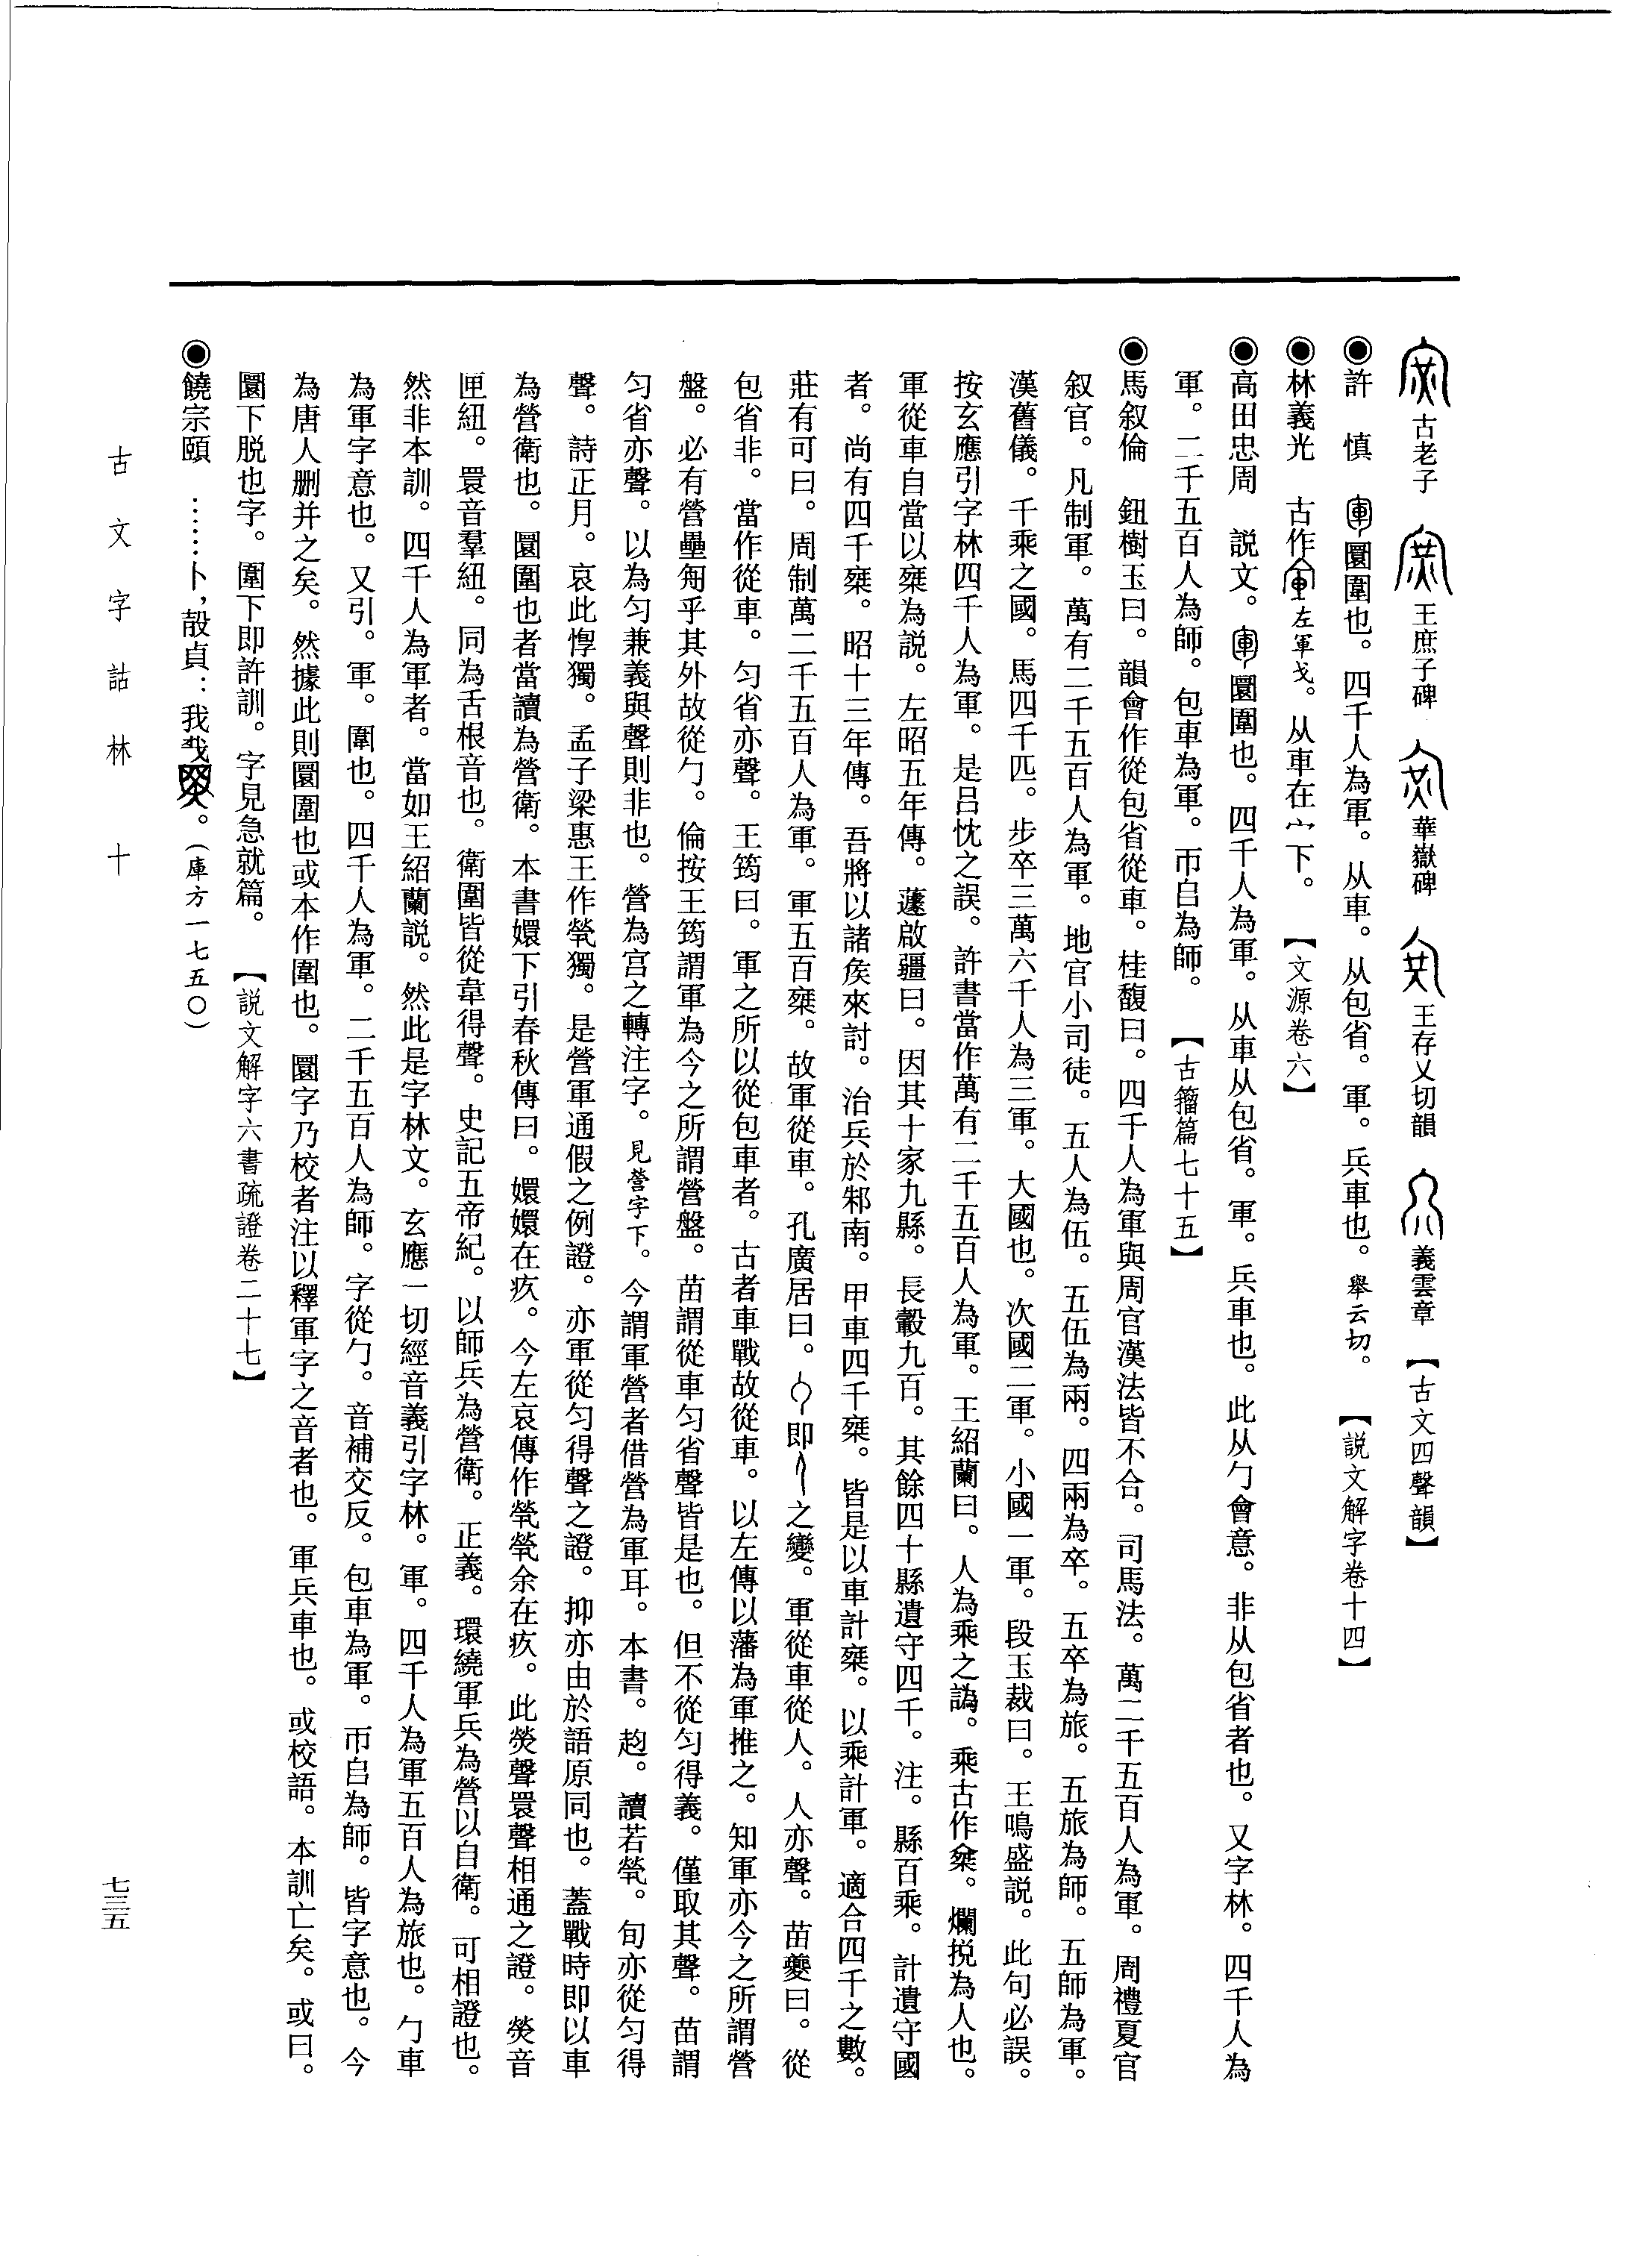 古老子 王庶子碑 華嶽碑 王存乂切韻 義雲章 【古文四聲韻】
◉許 慎 圜圍也。四千人為軍。从車。从包省。軍。兵車也。舉云切。 【説文解字卷十四】
◉林義光 古作 左軍戈。从車在宀下。 【文源卷六】
◉高田忠周 説文。圜圍也。四千人為軍。从車从包省。軍。兵車也。此从勹會意。非从包省者也。又字林。四千人為
軍。二千五百人為師。包車為軍。帀𠂤為師。 【古籀篇七十五】
◉馬叙倫 鈕樹玉曰。韻會作從包省從車。桂馥曰。四千人為軍與周官漢法皆不合。司馬法。萬二千五百人為軍。周禮夏官
叙官。凡制軍。萬有二千五百人為軍。地官小司徒。五人為伍。五伍為兩。四兩為卒。五卒為旅。五旅為師。五師為軍。
漢舊儀。千乘之國。馬四千匹。步卒三萬六千人為三軍。大國也。次國二軍。小國一軍。段玉裁曰。王鳴盛説。此句必誤。
按玄應引字林四千人為軍。是吕忱之誤。許書當作萬有二千五百人為軍。王紹蘭曰。人為乘之譌。乘古作椉。爛挩為人也。
軍從車自當以椉為説。左昭五年傳。薳啟疆曰。因其十家九縣。長轂九百。其餘四十縣遺守四千。注。縣百乘。計遺守國
者。尚有四千椉。昭十三年傳。吾將以諸矦來討。治兵於邾南。甲車四千椉。皆是以車計椉。以乘計軍。適合四千之數。
莊有可曰。周制萬二千五百人為軍。軍五百椉。故軍從車。孔廣居曰。即之變。軍從車從人。人亦聲。苗夔曰。從
包省非。當作從車。勻省亦聲。王筠曰。軍之所以從包車者。古者車戰故從車。以左傳以藩為軍推之。知軍亦今之所謂營
盤。必有營壘匌乎其外故從勹。倫按王筠謂軍為今之所謂營盤。苗謂從車勻省聲皆是也。但不從勻得義。僅取其聲。苗謂
勻省亦聲。以為勻兼義與聲則非也。營為宫之轉注字。見營字下。今謂軍營者借營為軍耳。本書。趜。讀若煢。旬亦從勻得
聲。詩正月。哀此惸獨。孟子梁惠王作煢獨。是營軍通假之例證。亦軍從勻得聲之證。抑亦由於語原同也。蓋戰時即以車
為營衛也。圜圍也者當讀為營衛。本書嬛下引春秋傳曰。嬛嬛在疚。今左哀傳作煢煢余在疚。此熒聲睘聲相通之證。熒音
匣紐。睘音羣紐。同為舌根音也。衛圍皆從韋得聲。史記五帝紀。以師兵為營衛。正義。環繞軍兵為營以自衛。可相證也。
然非本訓。四千人為軍者。當如王紹蘭説。然此是字林文。玄應一切經音義引字林。軍。四千人為軍五百人為旅也。勹車
為軍字意也。又引。軍。圍也。四千人為軍。二千五百人為師。字從勹。音補交反。包車為軍。帀𠂤為師。皆字意也。今
為唐人刪并之矣。然據此則圜圍也或本作圍也。圜字乃校者注以釋軍字之音者也。軍兵車也。或校語。本訓亡矣。或曰。
圜下脱也字。圍下即許訓。字見急就篇。 【説文解字六書疏證卷二十七】
◉饒宗頤 ……卜,㱿貞:我𢦏。(庫方一七五〇)
古文字詁林 十
七三五